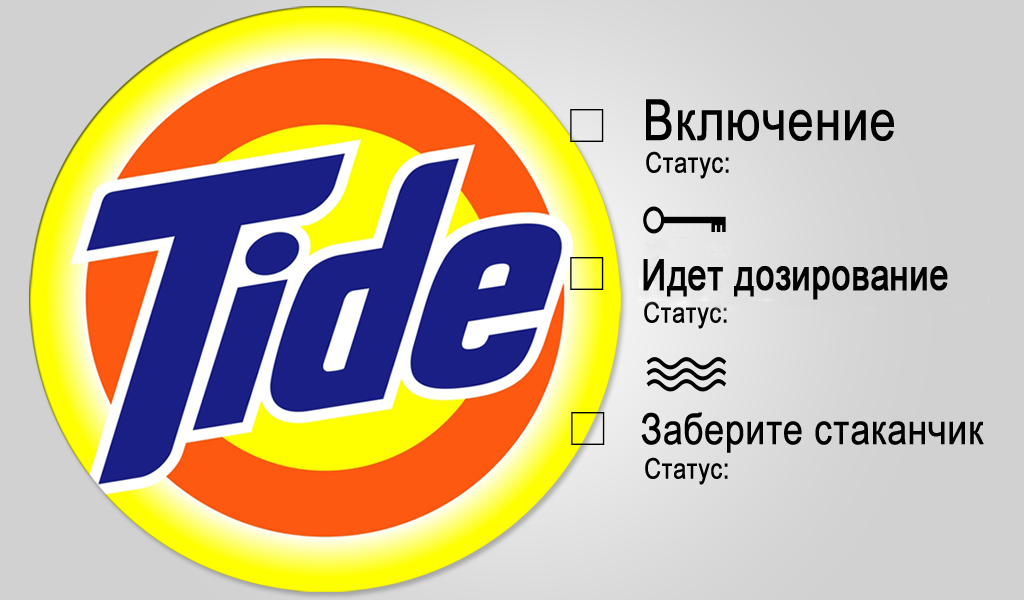 Tide
Включение
Статус:
Идет дозирование
Статус:
Заберите стаканчик
Статус: